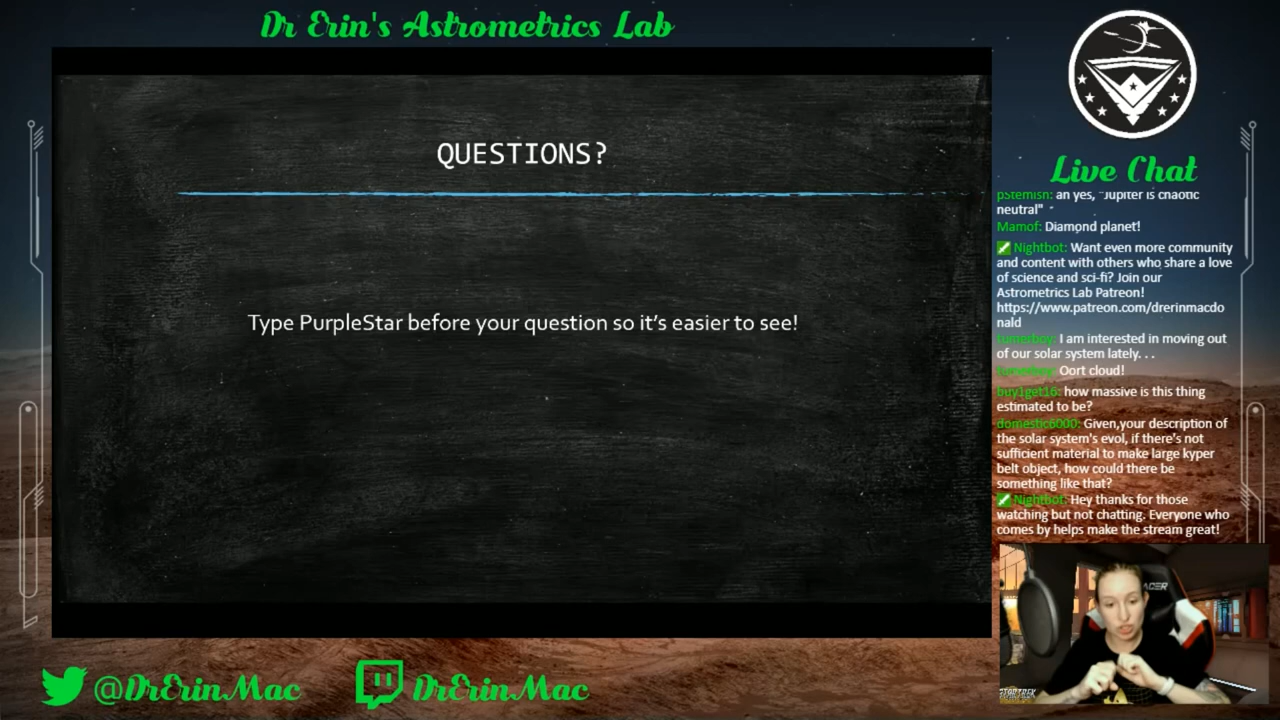 Dr Erin's Astrometrics Lab
QUESTIONS?
Type PurpleStar before your question so it's easier to see!
Live Chat
an yes, "Jupiter is chaotic
neutral"
Mamof: Diamond planet!
Nightbot: Want even more community
and content with others who share a love
of science and sci-fi? Join our
Astrometrics Lab Patreon!
https://www.patreon.com/drerinmacdo
nald
I am interested in moving out
of our solar system lately. . .
Oort cloud!
buy1get16: how massive is this thing
estimated to be?
domestic6000: Given,your description of
the solar system's evol, if there's not
sufficient material to make large kyper
belt object, how could there be
something like that?
Nightbot: Hey thanks for those
watching but not chatting. Everyone who
comes by helps make the stream great!
STAR TREK
@DrErinMac
DrErinMac